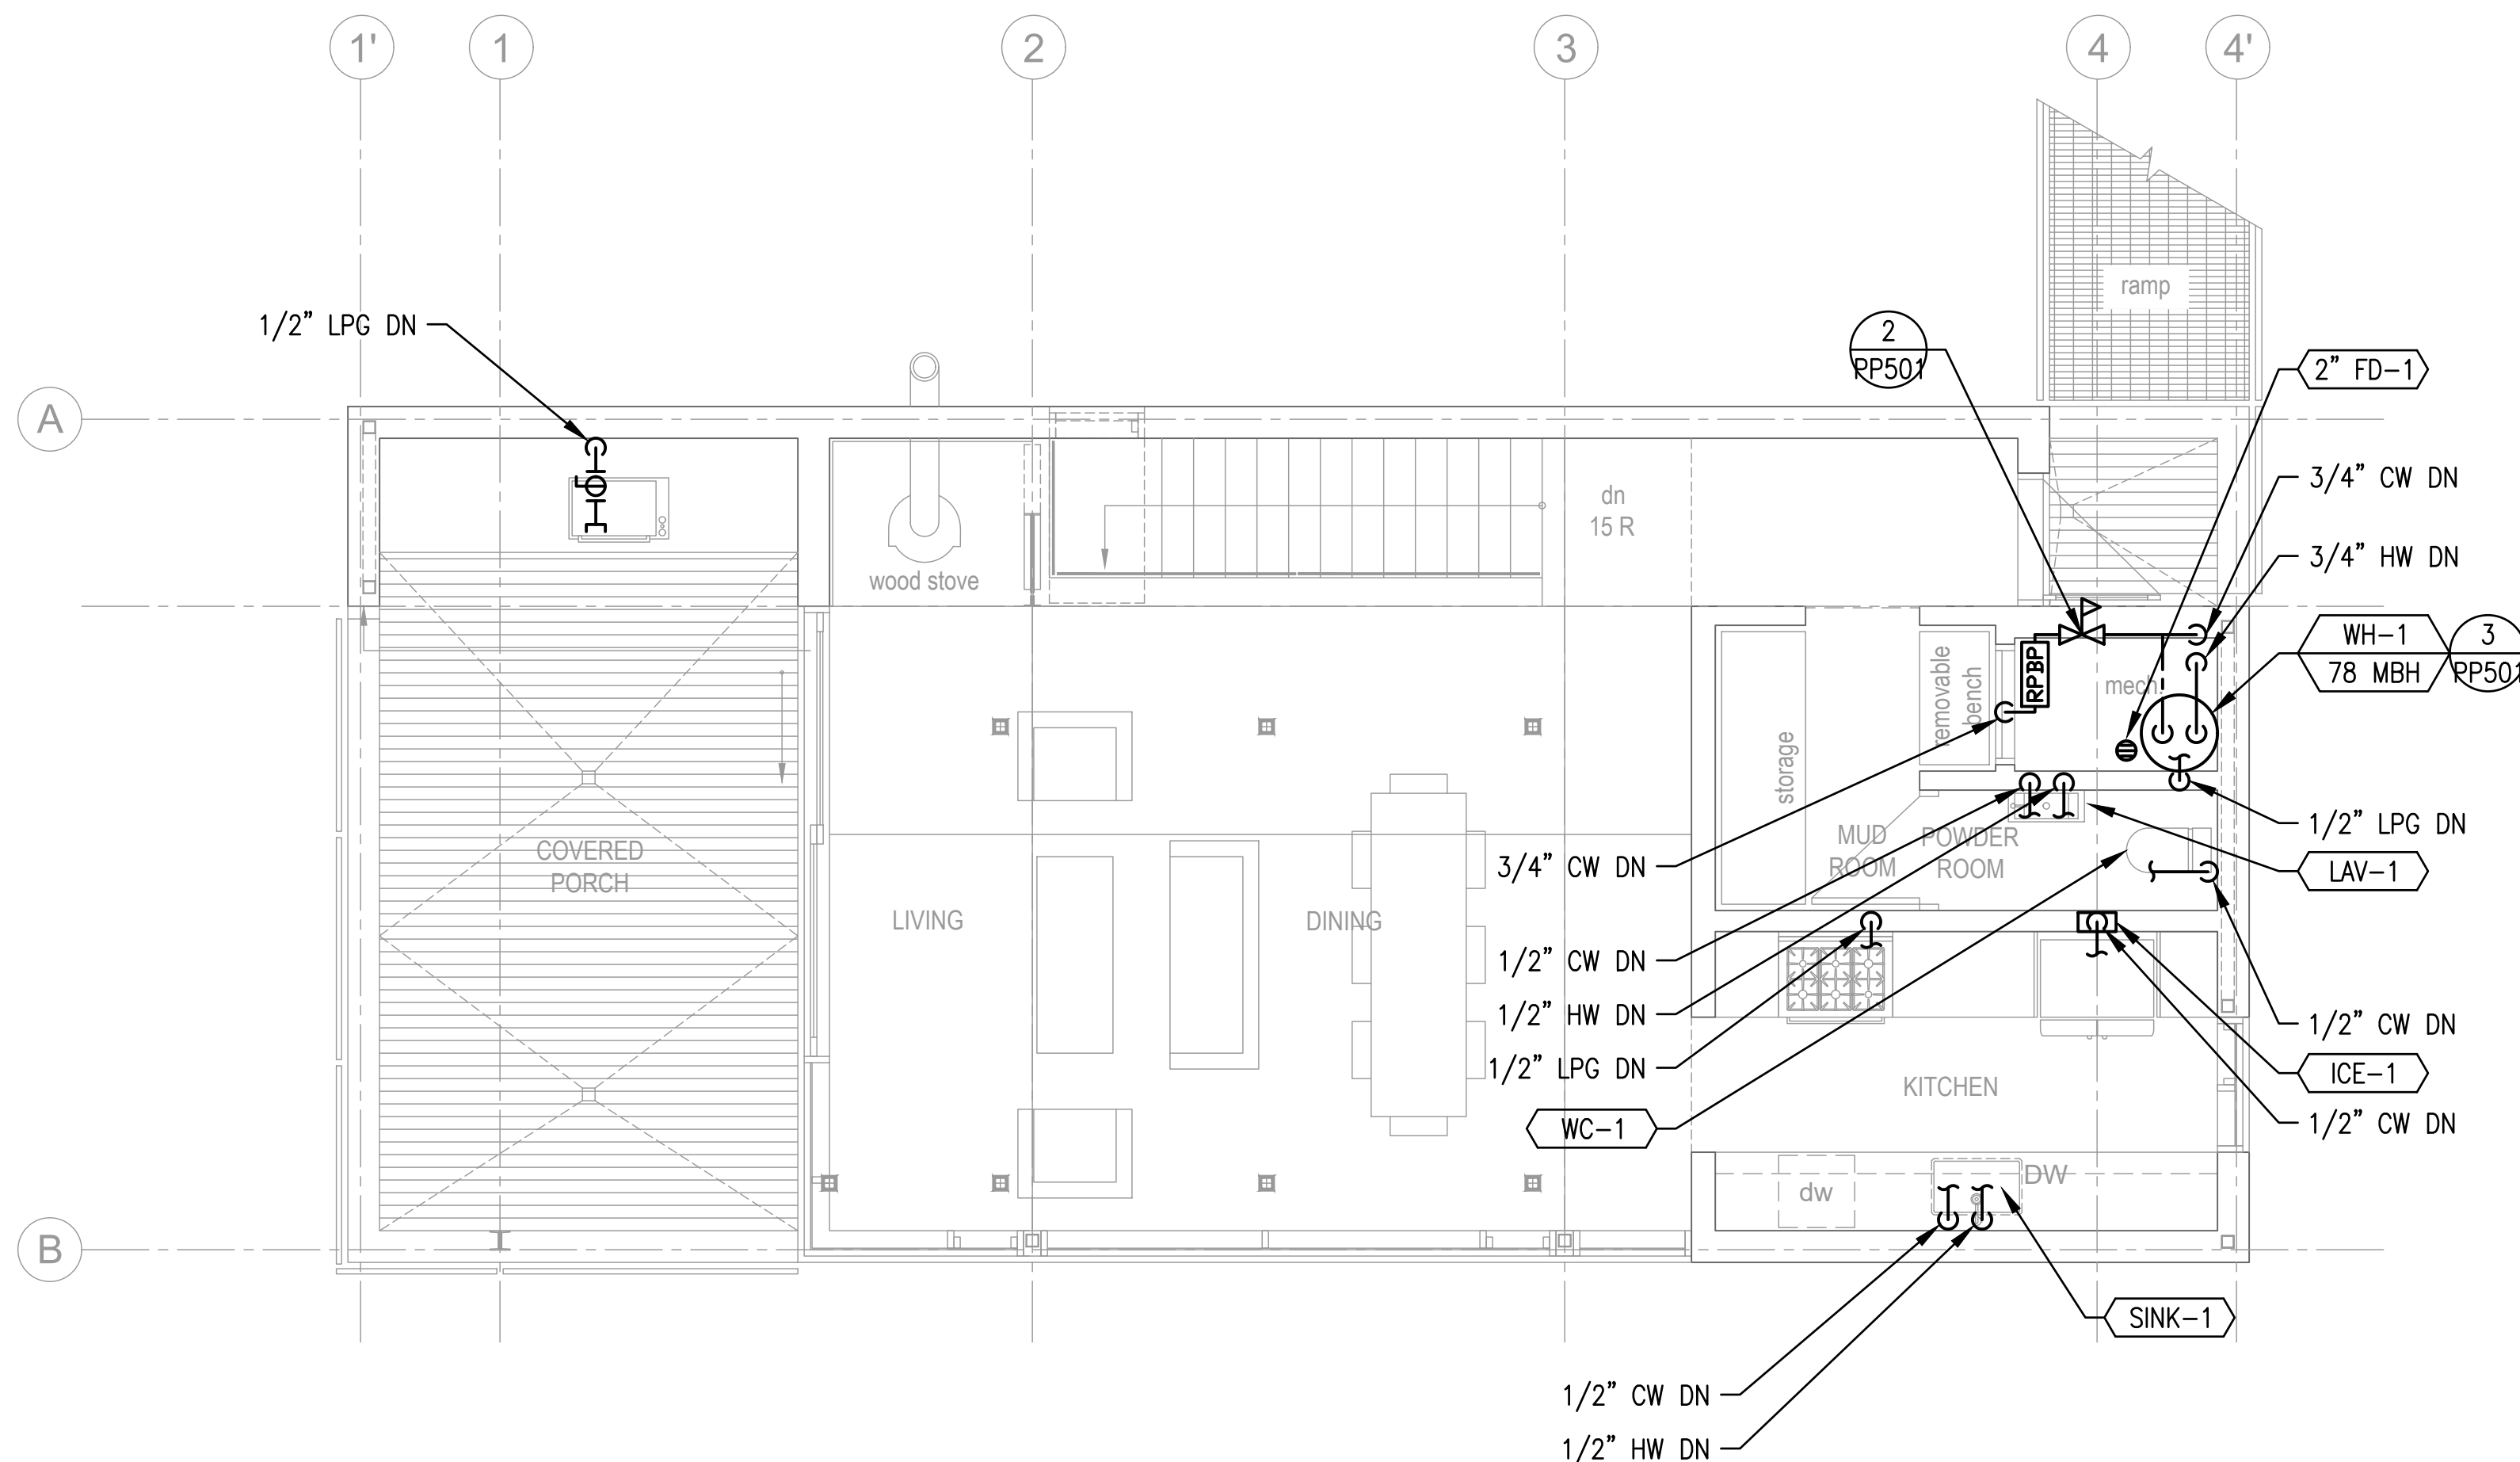 1'
1
2
3
4
4'
ramp
1/2” LPG DN
2
PP501
2” FD-1
A
3/4” CW DN
dn
15 R
3/4” HW DN
wood stove
WH-1
78 MBH
3
PP501
RPBP
removable
bench
mech.
storage
1/2” LPG DN
MUD
ROOM
POWDER
ROOM
COVERED
PORCH
3/4” CW DN
LAV-1
LIVING
DINING
1/2” CW DN
1/2” HW DN
1/2” CW DN
1/2” LPG DN
ICE-1
KITCHEN
WC-1
1/2” CW DN
dw
DW
B
SINK-1
1/2” CW DN
1/2” HW DN